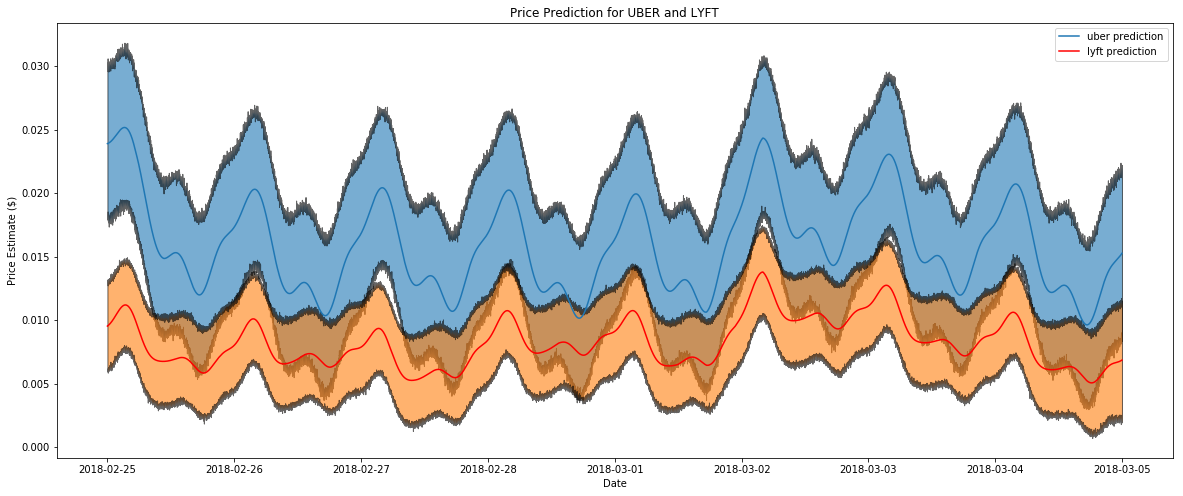 Price Prediction for UBER and LYFT
uber prediction
lyft prediction
Price Estimate ($)
0.030
0.025
0.020
0.015
0.010
0.005
0.000
2018-02-25 2018-02-26 2018-02-27 2018-02-28 2018-03-01 2018-03-02 2018-03-03 2018-03-04 2018-03-05
Date